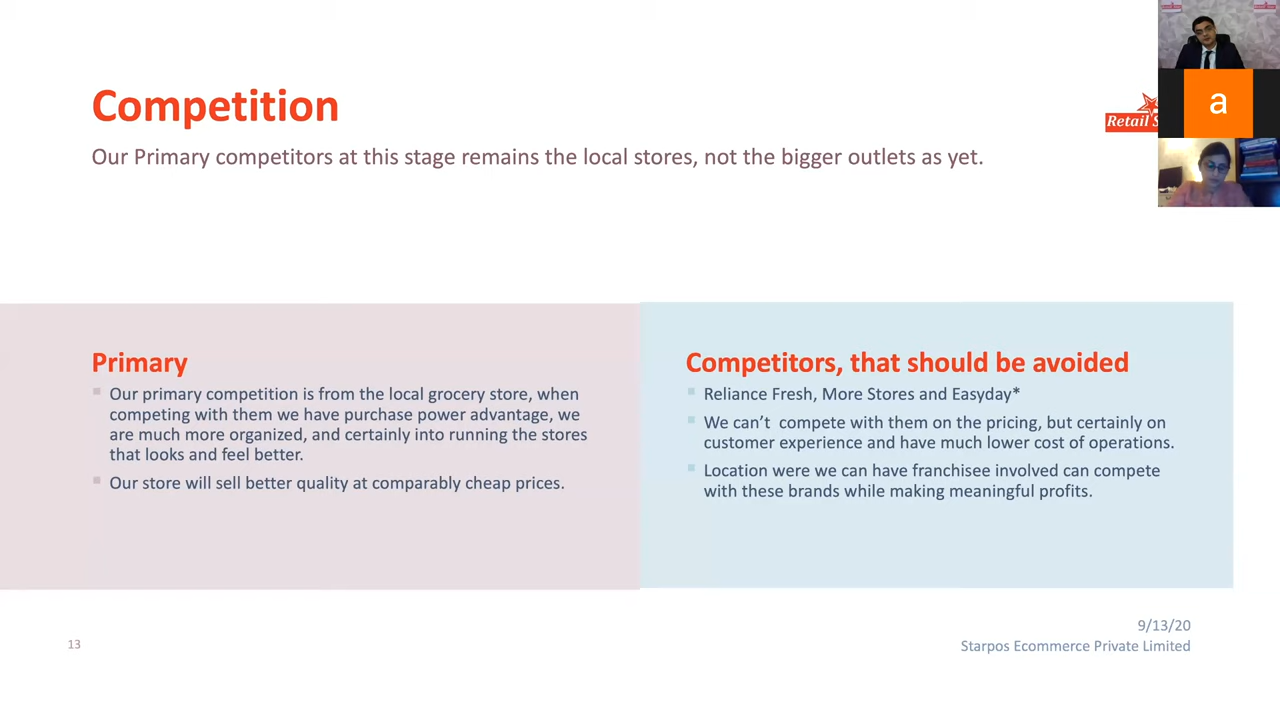 Competition
Our Primary competitors at this stage remains the local stores, not the bigger outlets as yet.
Retail
a
Primary
Our primary competition is from the local grocery store, when
competing with them we have purchase power advantage, we
are much more organized, and certainly into running the stores
that looks and feel better.
Our store will sell better quality at comparably cheap prices.
Competitors, that should be avoided
Reliance Fresh, More Stores and Easyday*
We can’t compete with them on the pricing, but certainly on
customer experience and have much lower cost of operations.
Location were we can have franchisee involved can compete
with these brands while making meaningful profits.
13
9/13/20
Starpos Ecommerce Private Limited